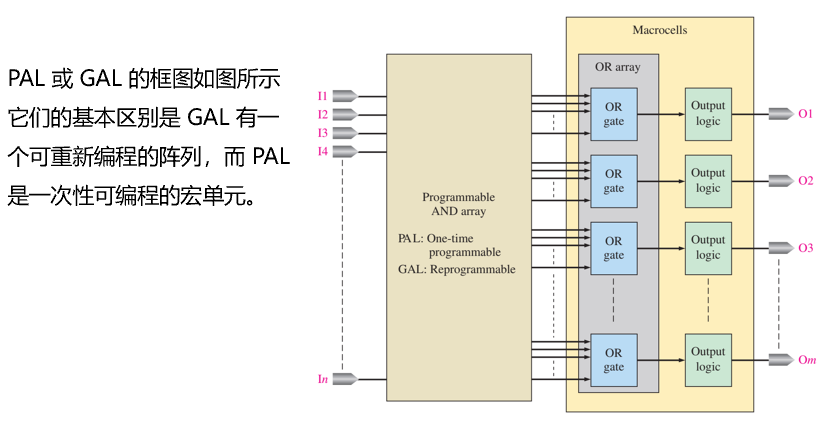 PAL 或 GAL 的框图如图所示
它们的基本区别是 GAL 有一
个可重新编程的阵列，而 PAL
是一次性可编程的宏单元。
Macrocells
OR array
I1
I2
I3
I4
In
Programmable
AND array
PAL: One-time
programmable
GAL: Reprogrammable
OR
gate
Output
logic
O1
OR
gate
Output
logic
O2
OR
gate
Output
logic
O3
OR
gate
Output
logic
Om